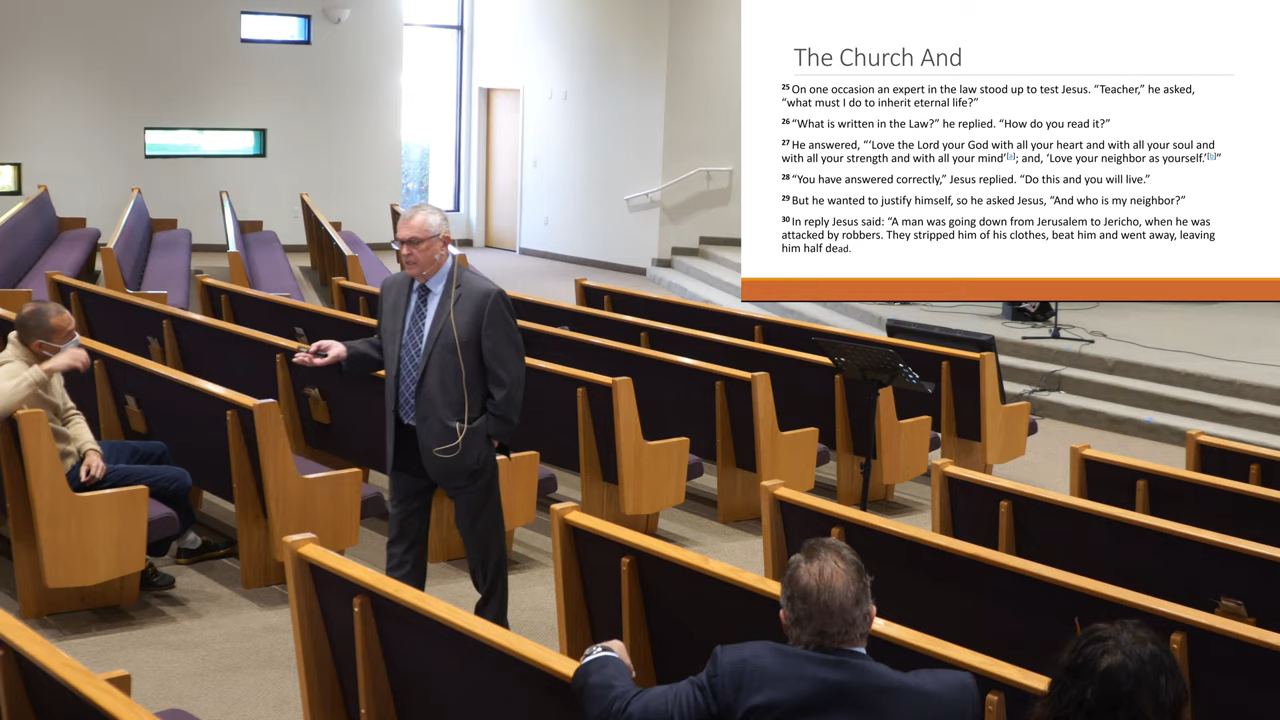 The Church And
25 On one occasion an expert in the law stood up to test Jesus. “Teacher,” he asked,
“what must I do to inherit eternal life?”
26 “What is written in the Law?” he replied. “How do you read it?”
27 He answered, “‘Love the Lord your God with all your heart and with all your soul and
with all your strength and with all your mind’[a]; and, ‘Love your neighbor as yourself.’[b]”
28 “You have answered correctly,” Jesus replied. “Do this and you will live.”
29 But he wanted to justify himself, so he asked Jesus, “And who is my neighbor?”
30 In reply Jesus said: “A man was going down from Jerusalem to Jericho, when he was
attacked by robbers. They stripped him of his clothes, beat him and went away, leaving
him half dead.